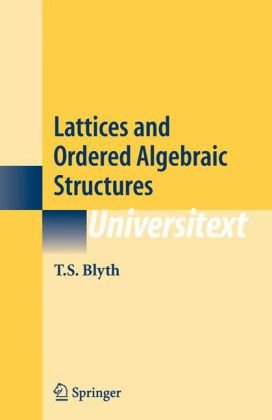 Lattices and
Ordered Algebraic
Structures
Universitext
T.S. Blyth
Springer